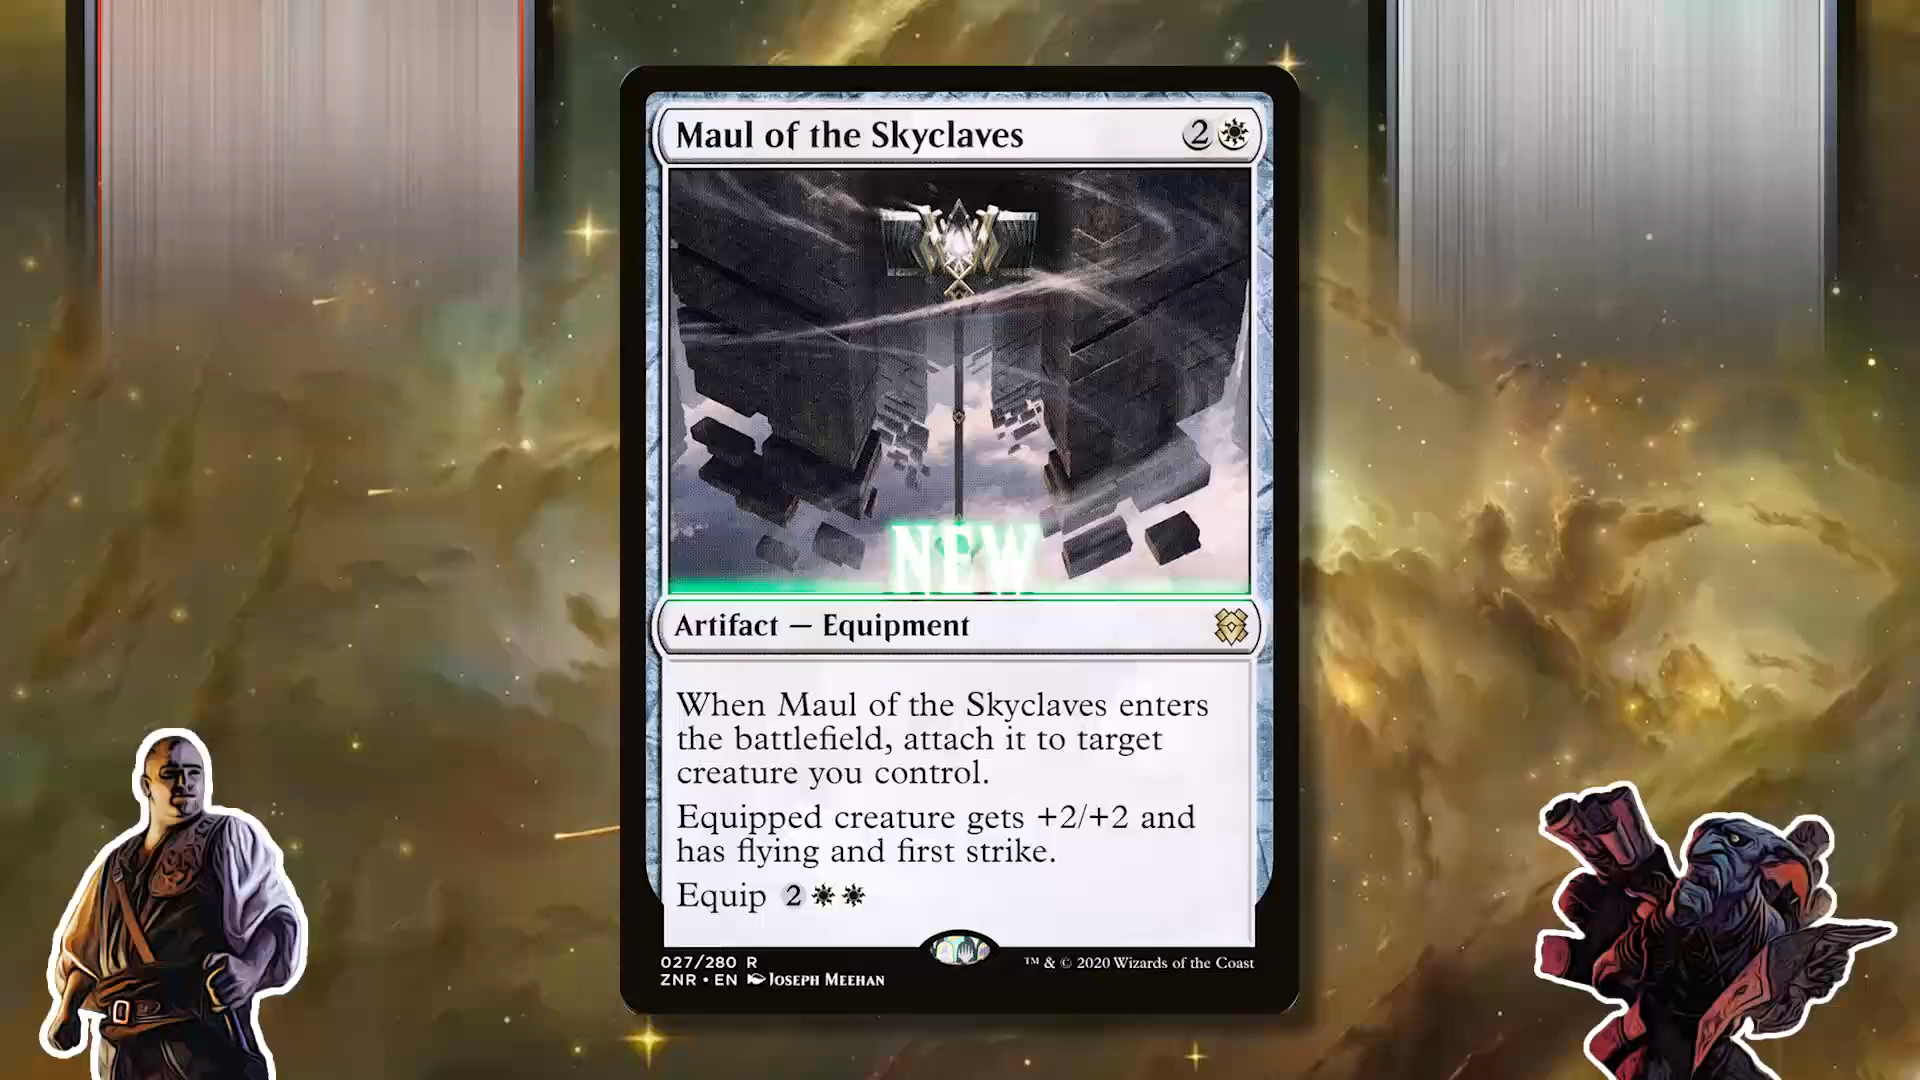 Maul of the Skyclaves 2
NEW
Artifact — Equipment
When Maul of the Skyclaves enters
the battlefield, attach it to target
creature you control.
Equipped creature gets +2/+2 and
has flying and first strike.
Equip 2
027/280 R
ZNR • EN Joseph Meehan
™ & © 2020 Wizards of the Coast